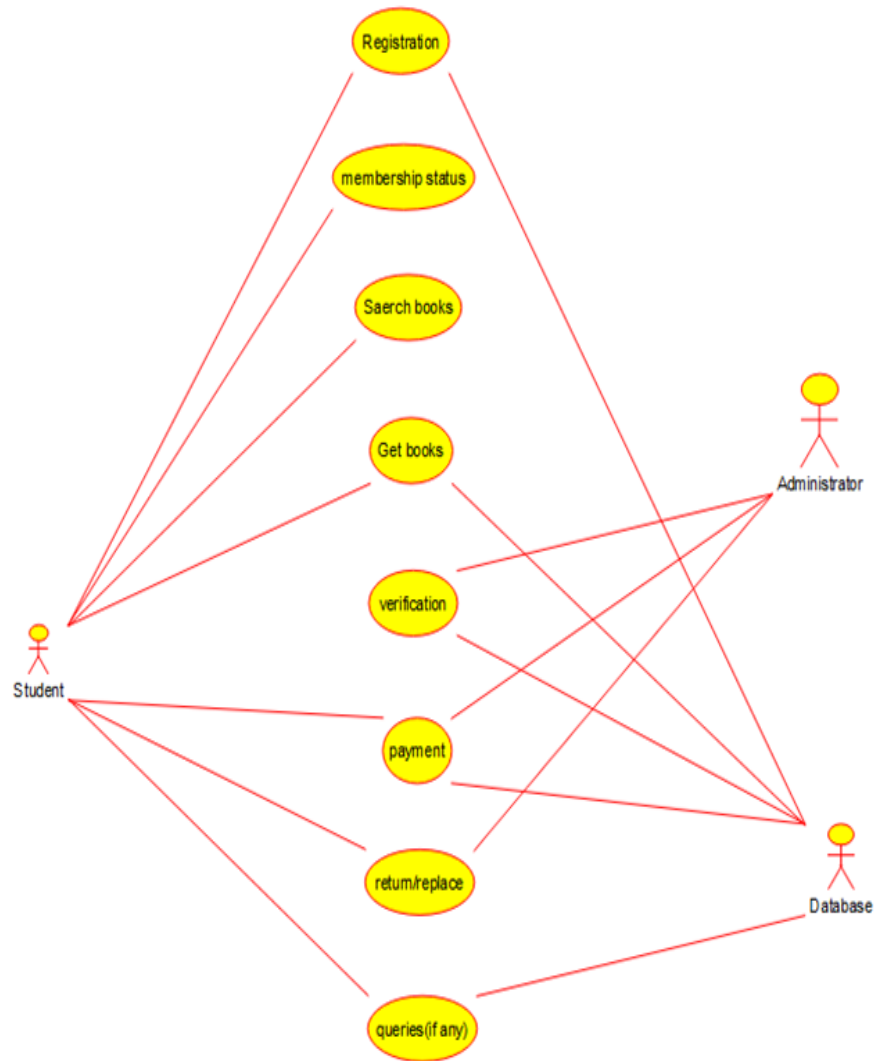 Registration
membership status
Saerch books
Get books
Administrator
verification
Student
payment
return/replace
Database
queries(if any)